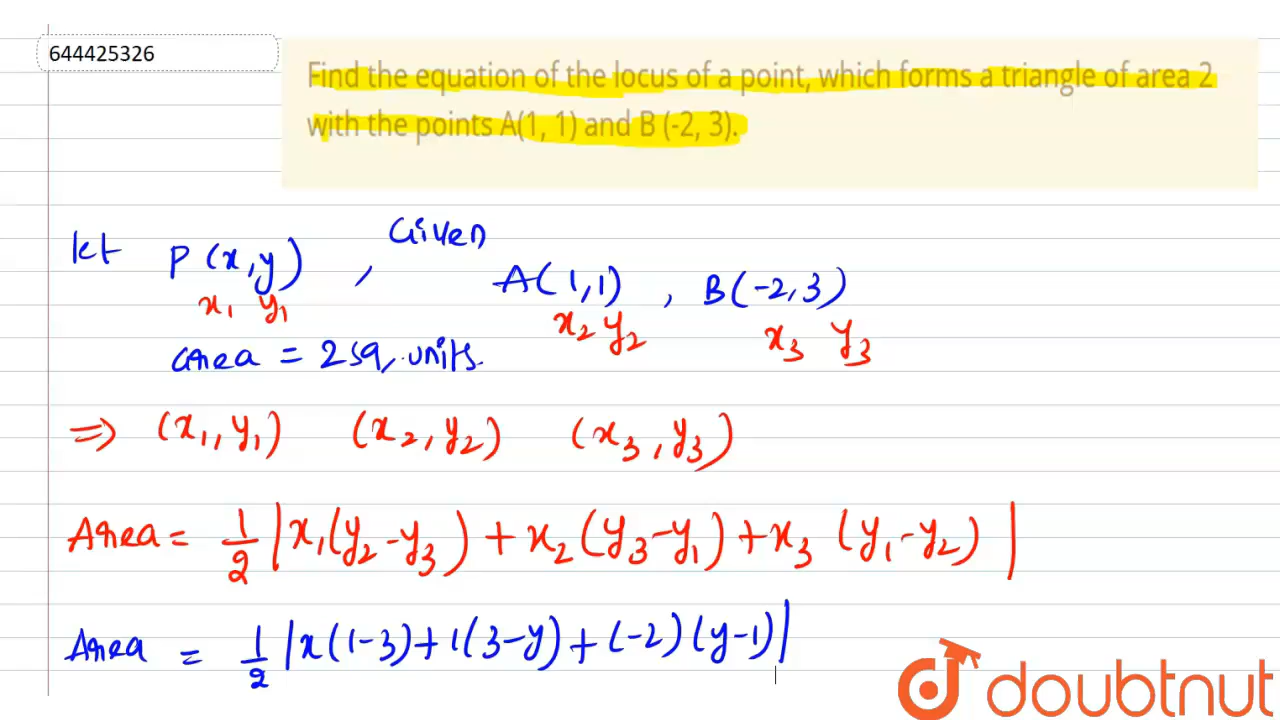 644425326
Find the equation of the locus of a point, which forms a triangle of area 2
with the points A(1, 1) and B (-2, 3).
let P(x,y), Given A(1,1), B(-2,3)
x₁ y₁ x₂ y₂ x₃ y₃
Area = 2 sq. units.
⇒ (x₁,y₁) (x₂,y₂) (x₃,y₃)
Area = 1/2 |x₁(y₂-y₃)+x₂(y₃-y₁)+x₃(y₁-y₂)|
Area = 1/2 |x(1-3)+1(3-y)+(-2)(y-1)|
doubtnut